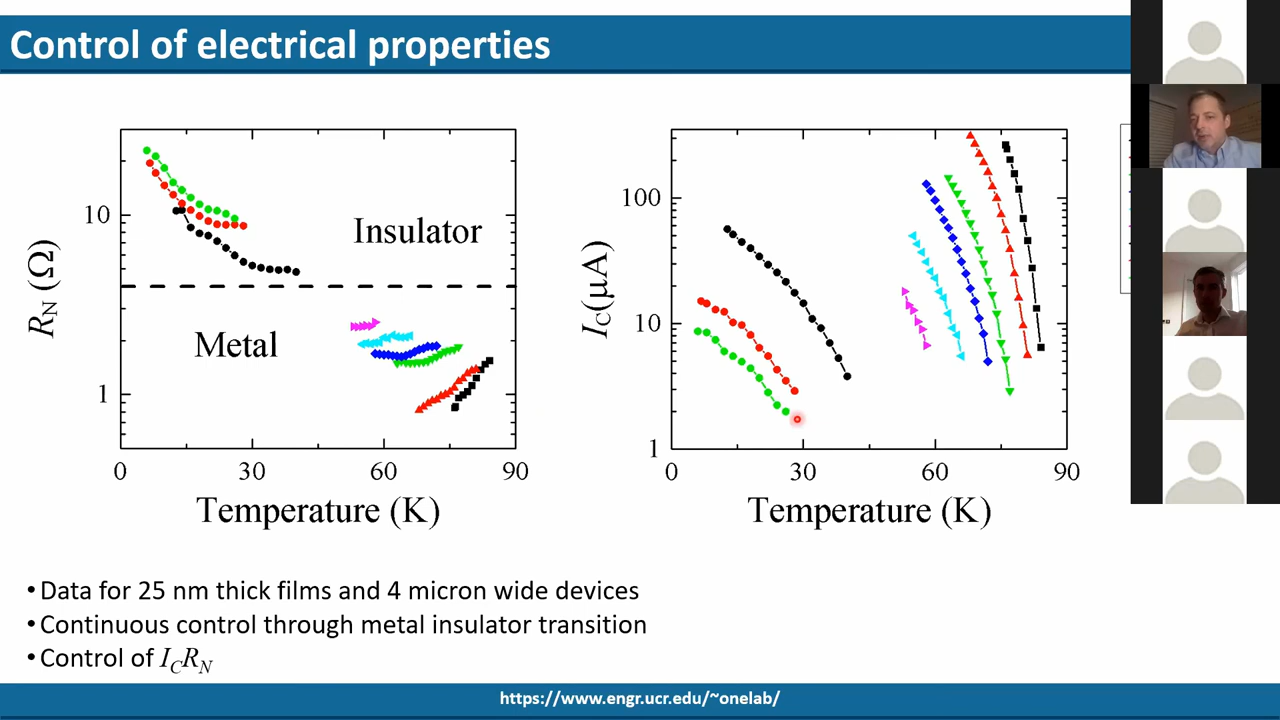 Control of electrical properties
10
1
R_N (Ω)
Insulator
Metal
0 30 60 90
Temperature (K)
100
10
1
I_C(µA)
0 30 60 90
Temperature (K)
•Data for 25 nm thick films and 4 micron wide devices
•Continuous control through metal insulator transition
•Control of I_CR_N
https://www.engr.ucr.edu/~onelab/